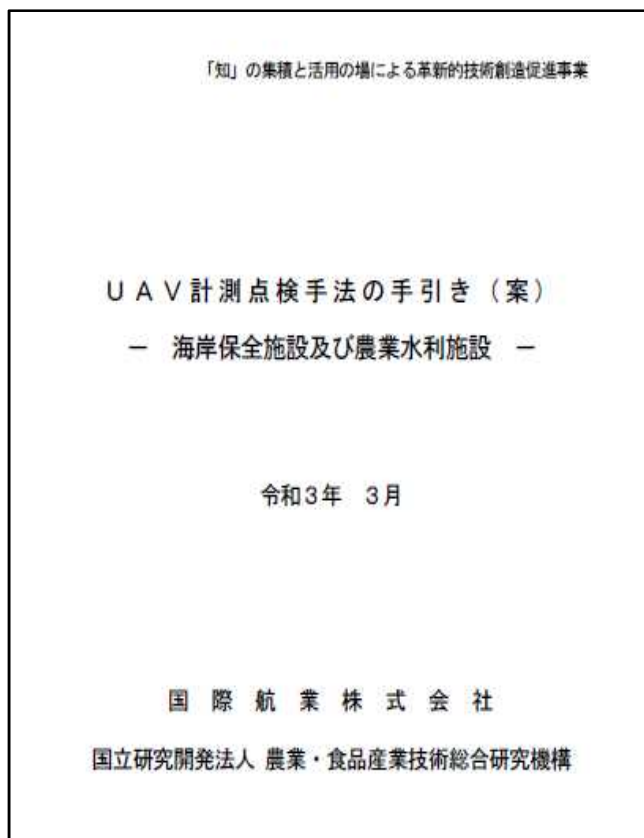 「知」の集積と活用の場による革新的技術創造促進事業
ＵＡＶ計測点検手法の手引き（案）
－　海岸保全施設及び農業水利施設　－
令和３年　３月
国　際　航　業　株　式　会　社
国立研究開発法人 農業・食品産業技術総合研究機構